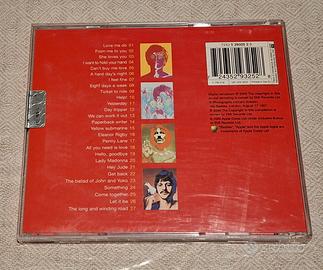 Love me do 01
From me to you 02
She loves you 03
I want to hold your hand 04
Can't buy me love 05
A hard day's night 06
I feel fine 07
Eight days a week 08
Ticket to ride 09
Help! 10
Yesterday 11
Day tripper 12
We can work it out 13
Paperback writer 14
Yellow submarine 15
Eleanor Rigby 16
Penny Lane 17
All you need is love 18
Hello, goodbye 19
Lady Madonna 20
Hey Jude 21
Get back 22
The ballad of John and Yoko 23
Something 24
Come together 25
Let it be 26
The long and winding road 27
24352 93252
subito